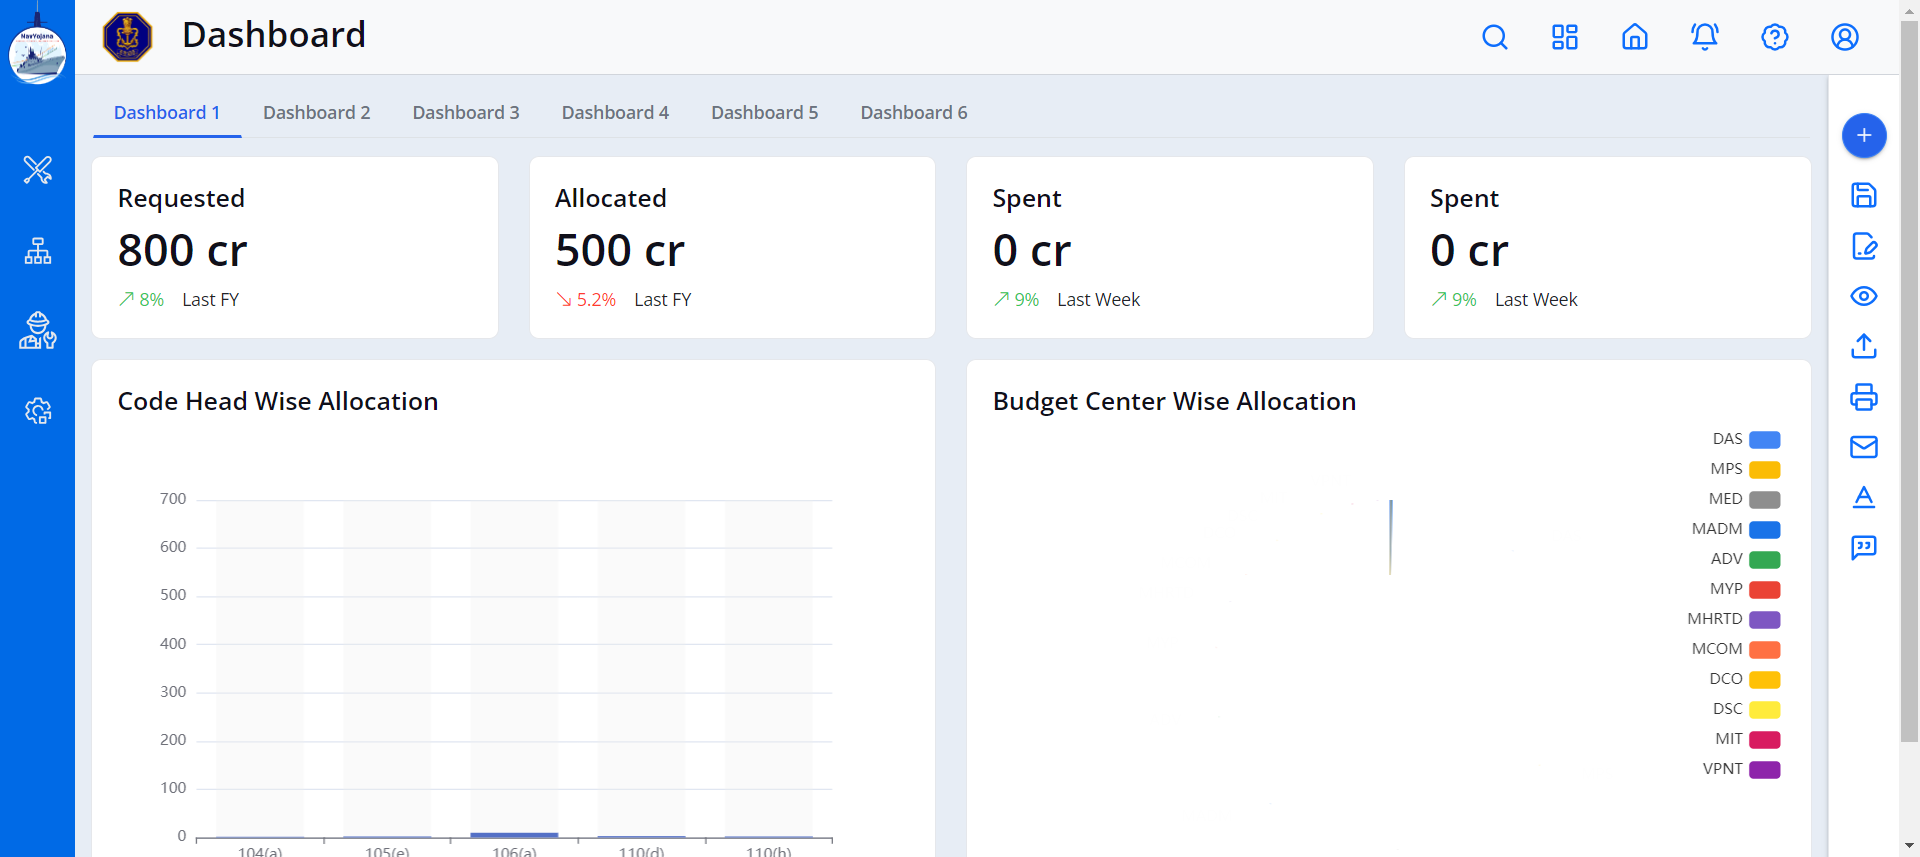 NavYojana
Dashboard
Dashboard 1
Dashboard 2
Dashboard 3
Dashboard 4
Dashboard 5
Dashboard 6
Requested
800 cr
8% Last FY
Allocated
500 cr
5.2% Last FY
Spent
0 cr
9% Last Week
Spent
0 cr
9% Last Week
Code Head Wise Allocation
700
600
500
400
300
200
100
0
104(a)
105(e)
106(a)
110(d)
110(h)
Budget Center Wise Allocation
DAS
MPS
MED
MADM
ADV
MYP
MHRTD
MCOM
DCO
DSC
MIT
VPNT